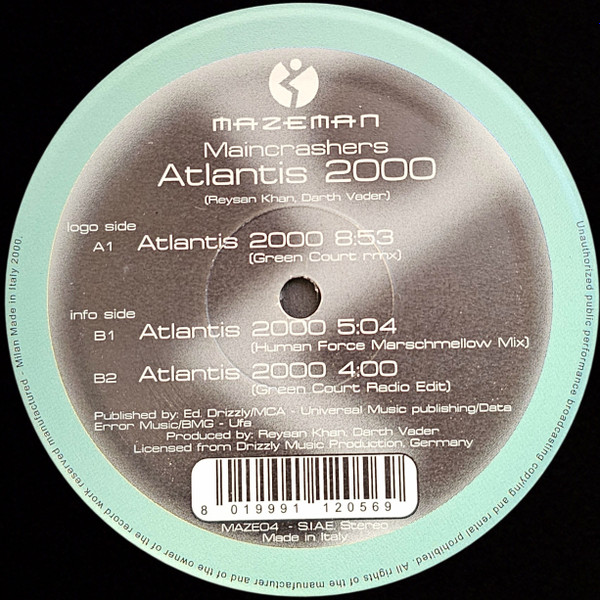 MAZEMAN
Maincrashers
Atlantis 2000
(Reysan Khan, Darth Vader)
logo side
A1 Atlantis 2000 8:53
(Green Court rmx)
info side
B1 Atlantis 2000 5:04
(Human Force Marschmellow Mix)
B2 Atlantis 2000 4:00
(Green Court Radio Edit)
Published by: Ed. Drizzly/MCA - Universal Music publishing/Data
Error Music/BMG - Ufa
Produced by: Reysan Khan, Darth Vader
Licensed from Drizzly Music Production, Germany
8 019991 120569
MAZE04 - S.I.A.E. Stereo
Made in Italy
Unauthorized public performance broadcasting copying and rental prohibited. All rights of the manufacturer and of the owner of the record work reserved manufactured - Milan Made in Italy 2000.